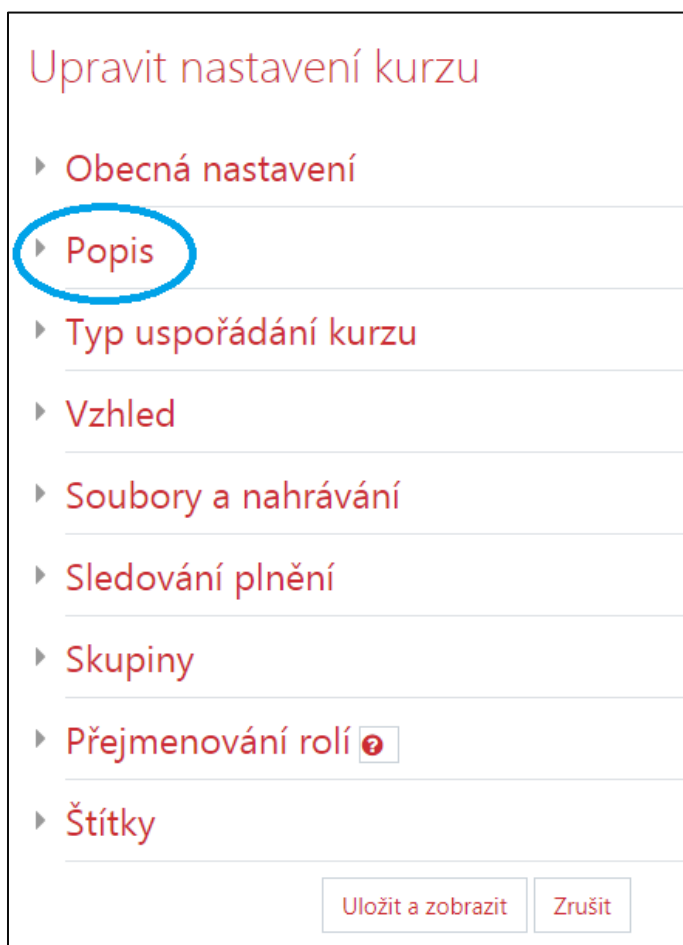 Upravit nastavení kurzu
Obecná nastavení
Popis
Typ uspořádání kurzu
Vzhled
Soubory a nahrávání
Sledování plnění
Skupiny
Přejmenování rolí ?
Štítky
Uložit a zobrazit Zrušit